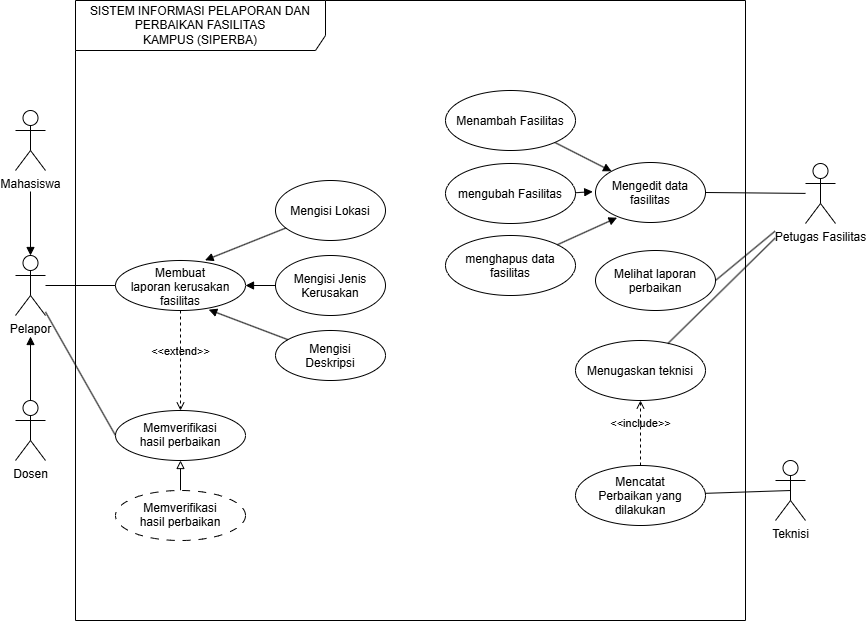 SISTEM INFORMASI PELAPORAN DAN
PERBAIKAN FASILITAS
KAMPUS (SIPERBA)
Menambah Fasilitas
Mahasiswa
mengubah Fasilitas
Mengedit data
fasilitas
Mengisi Lokasi
Petugas Fasilitas
menghapus data
fasilitas
Membuat
laporan kerusakan
fasilitas
Mengisi Jenis
Kerusakan
Melihat laporan
perbaikan
Pelapor
<<extend>>
Mengisi
Deskripsi
Menugaskan teknisi
Memverifikasi
hasil perbaikan
<<include>>
Dosen
Mencatat
Perbaikan yang
dilakukan
Memverifikasi
hasil perbaikan
Teknisi